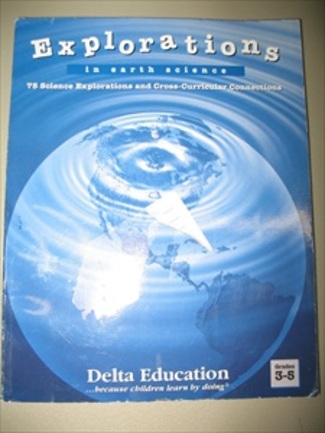 Explorations
in earth science
75 Science Explorations and Cross-Curricular Connections
Delta Education
...because children learn by doing®
Grades
3-5